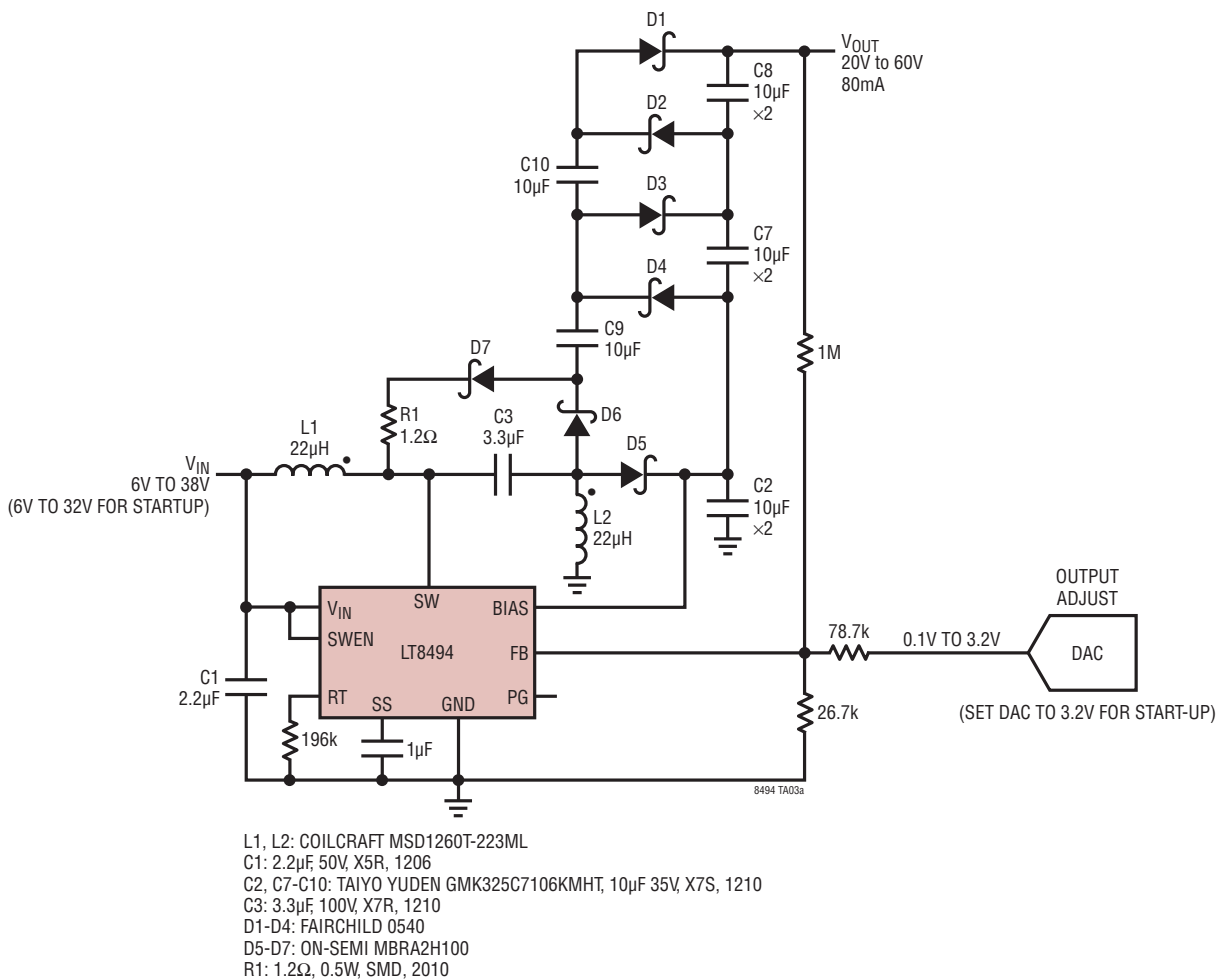 D1
VOUT
20V to 60V
80mA
C8
10µF
×2
D2
C10
10µF
D3
C7
10µF
×2
D4
C9
10µF
D7
1M
R1
1.2Ω
C3
3.3µF
D6
L1
22µH
D5
VIN
6V TO 38V
(6V TO 32V FOR STARTUP)
C2
10µF
×2
L2
22µH
OUTPUT
ADJUST
VIN
SW
BIAS
SWEN
LT8494
FB
78.7k
0.1V TO 3.2V
DAC
C1
2.2µF
RT
SS
GND
PG
26.7k
(SET DAC TO 3.2V FOR START-UP)
196k
1µF
8494 TA03a
L1, L2: COILCRAFT MSD1260T-223ML
C1: 2.2µF, 50V, X5R, 1206
C2, C7-C10: TAIYO YUDEN GMK325C7106KMHT, 10µF 35V, X7S, 1210
C3: 3.3µF, 100V, X7R, 1210
D1-D4: FAIRCHILD 0540
D5-D7: ON-SEMI MBRA2H100
R1: 1.2Ω, 0.5W, SMD, 2010